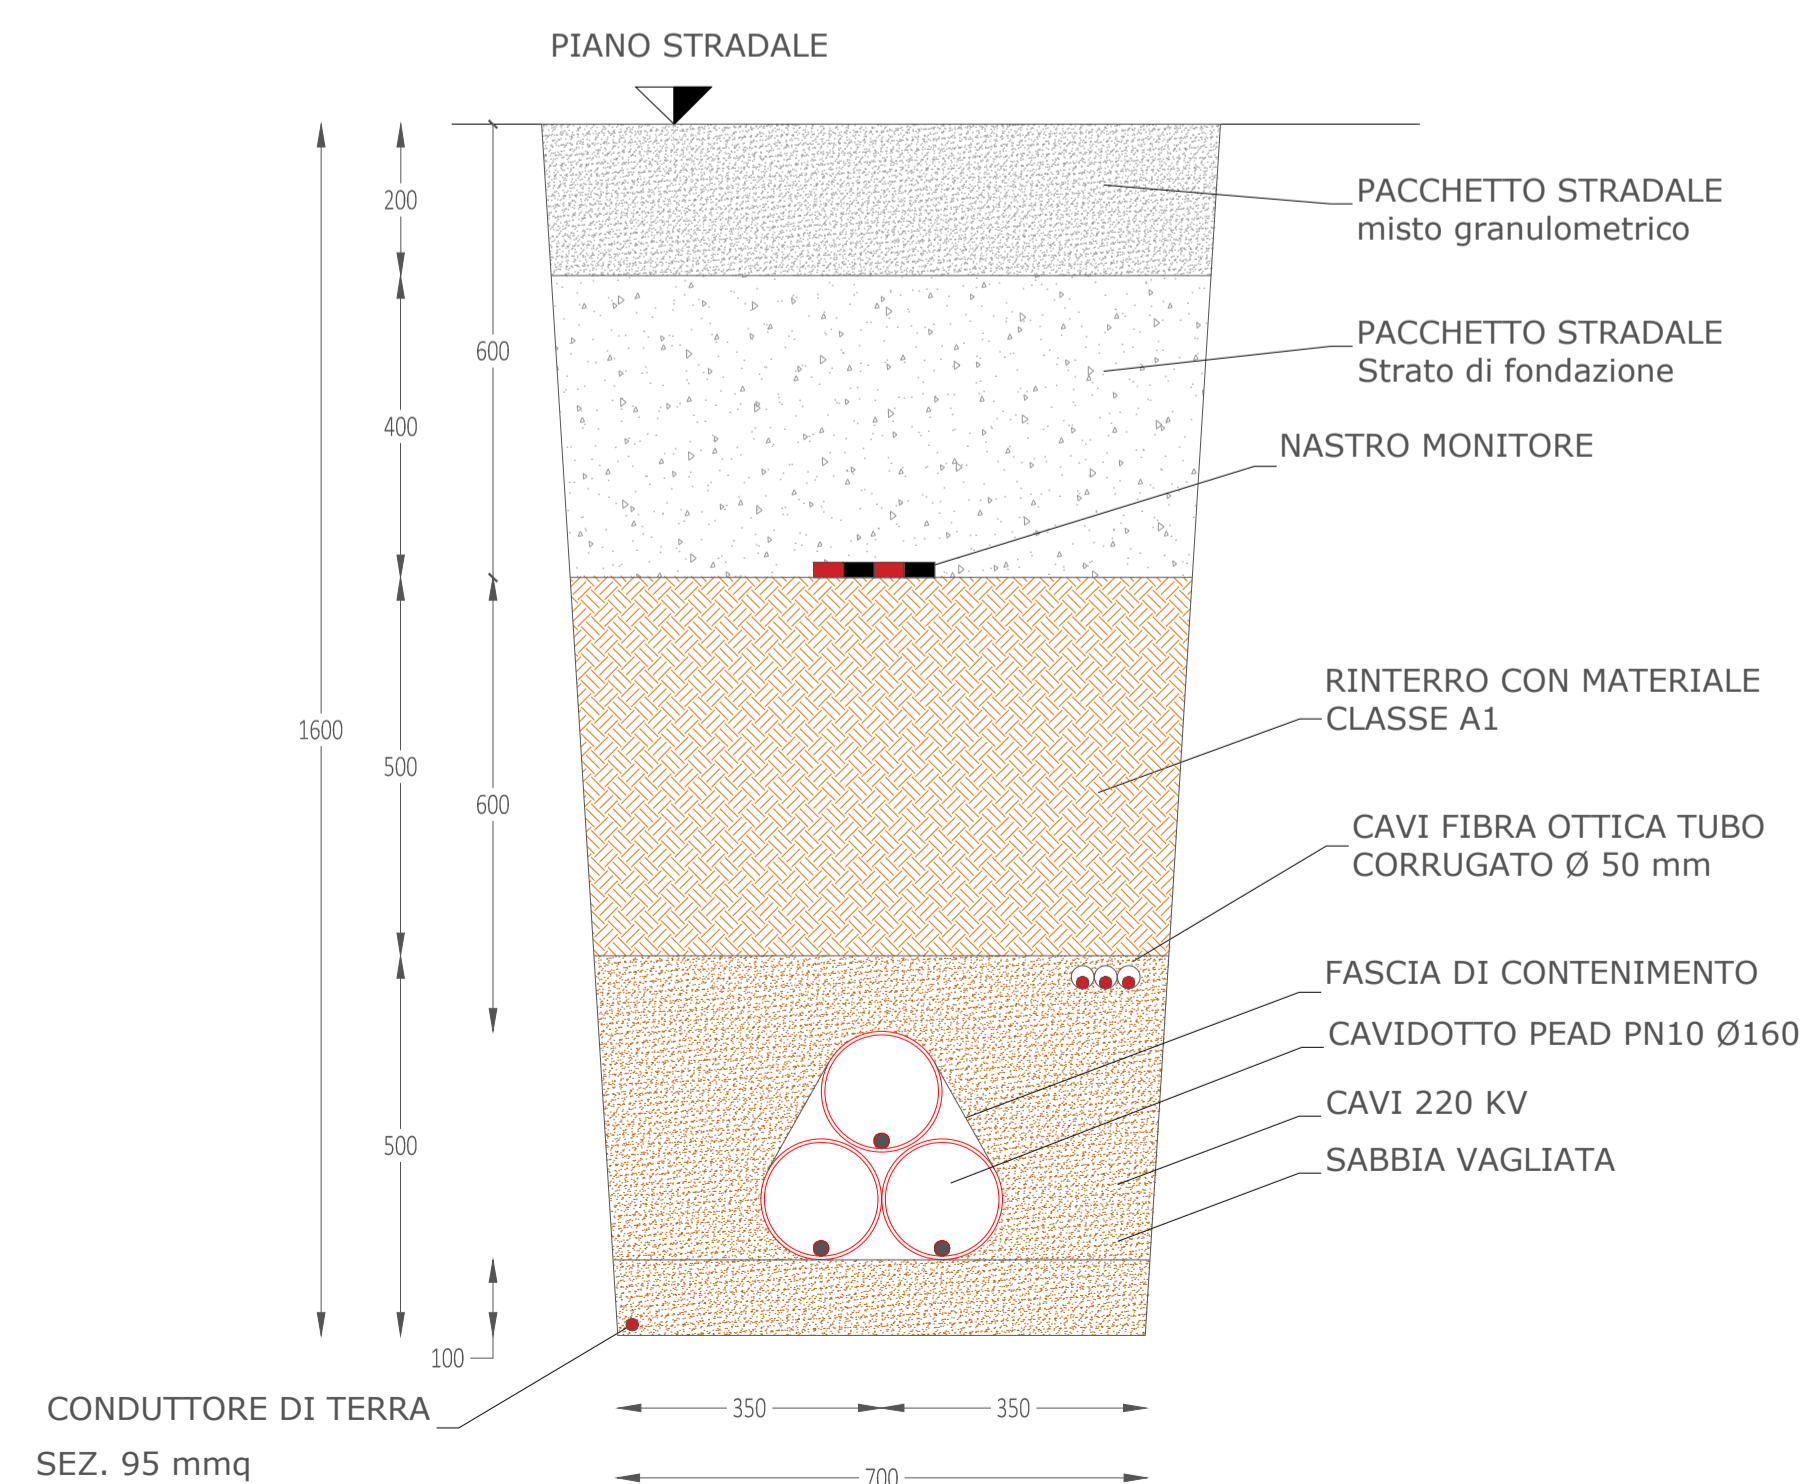 PIANO STRADALE
200
PACCHETTO STRADALE
misto granulometrico
600
PACCHETTO STRADALE
Strato di fondazione
400
NASTRO MONITORE
1600
RINTERRO CON MATERIALE
CLASSE A1
500
600
CAVI FIBRA OTTICA TUBO
CORRUGATO Ø 50 mm
FASCIA DI CONTENIMENTO
CAVIDOTTO PEAD PN10 Ø160
CAVI 220 KV
500
SABBIA VAGLIATA
100
CONDUTTORE DI TERRA
SEZ. 95 mmq
350
350
700